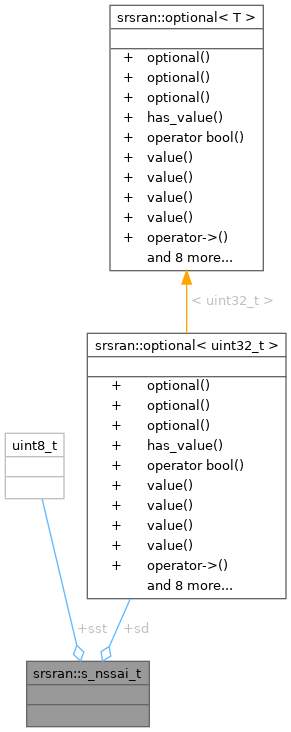 srsran::optional< T >
+ optional()
+ optional()
+ optional()
+ has_value()
+ operator bool()
+ value()
+ value()
+ value()
+ value()
+ operator->()
and 8 more...
< uint32_t >
srsran::optional< uint32_t >
+ optional()
+ optional()
+ optional()
+ has_value()
+ operator bool()
+ value()
+ value()
+ value()
+ value()
+ operator->()
and 8 more...
uint8_t
+sst
+sd
srsran::s_nssai_t